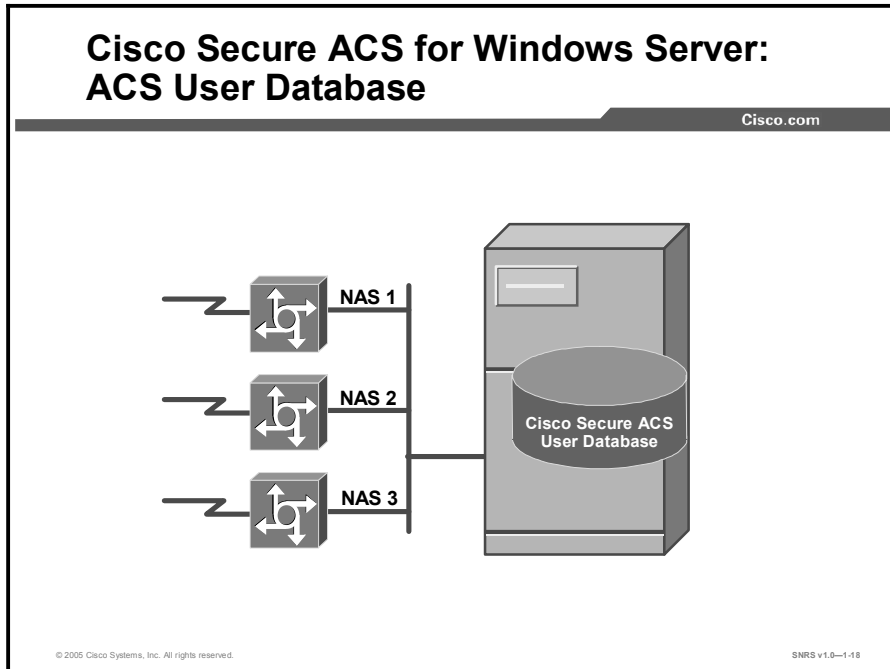 Cisco Secure ACS for Windows Server:
ACS User Database
Cisco.com
NAS 1
NAS 2
NAS 3
Cisco Secure ACS
User Database
© 2005 Cisco Systems, Inc. All rights reserved.
SNRS v1.0—1-18